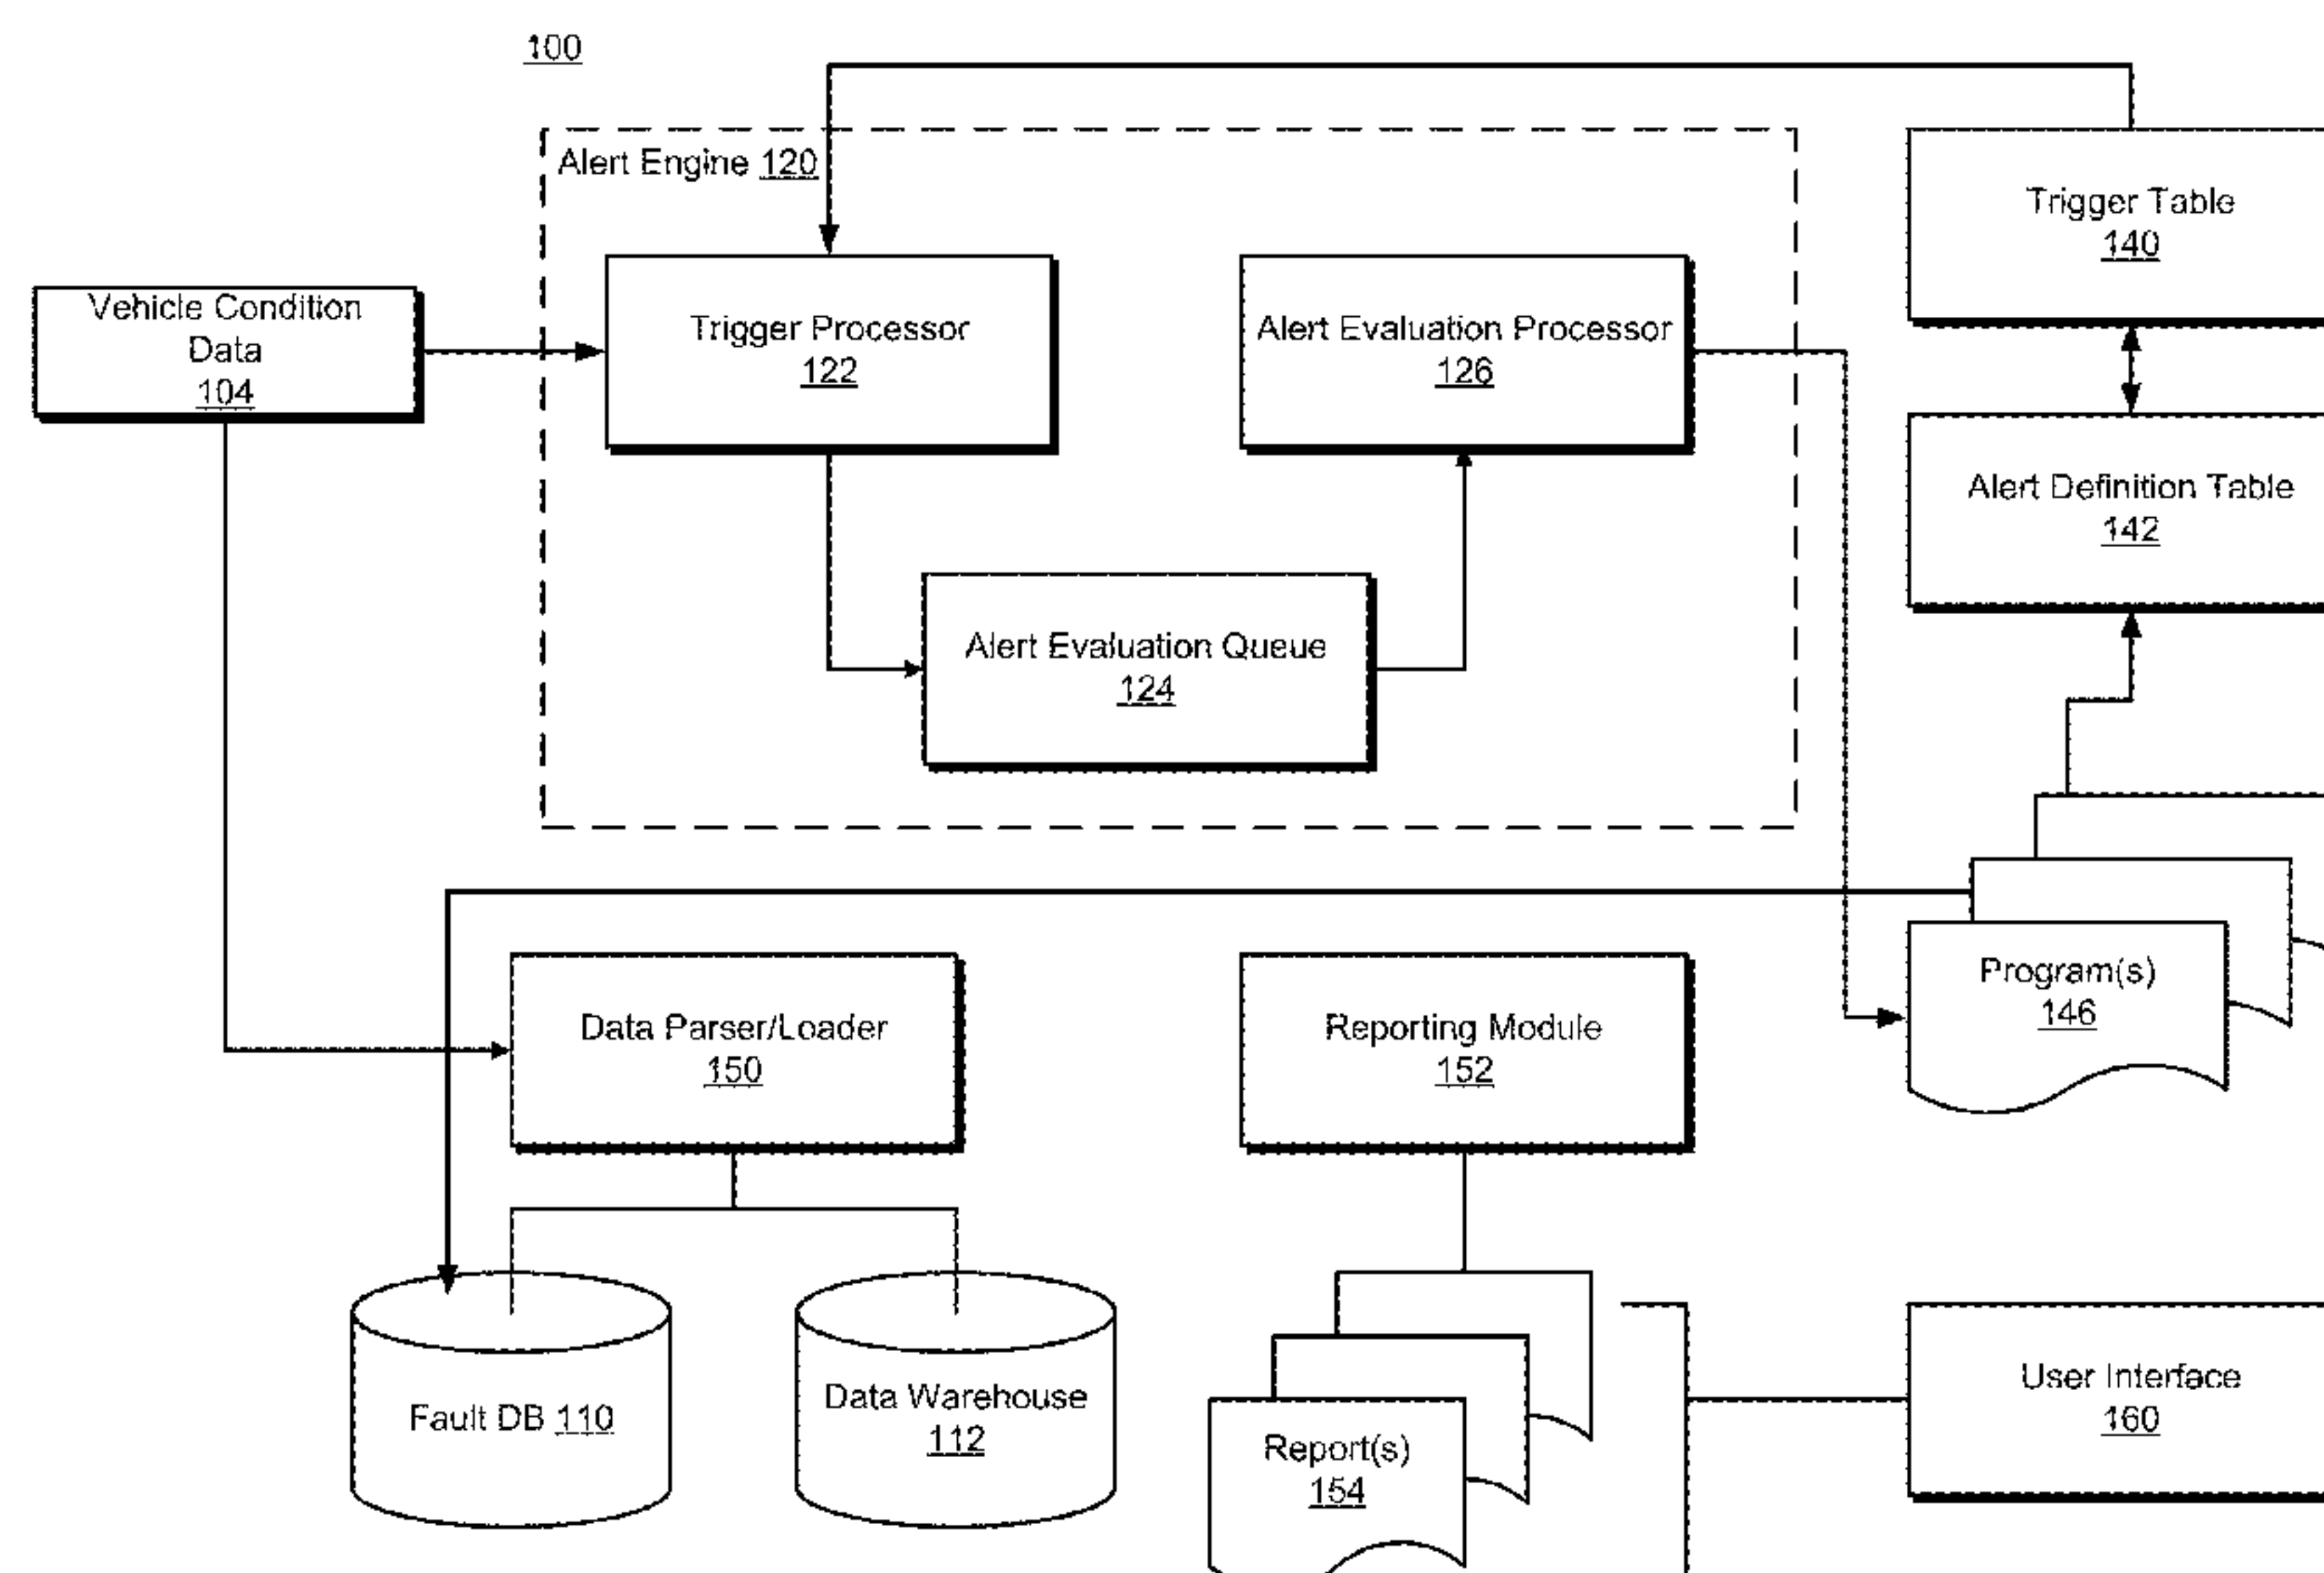 100
Alert Engine 120
Trigger Table
140
Vehicle Condition
Data
104
Trigger Processor
122
Alert Evaluation Processor
126
Alert Definition Table
142
Alert Evaluation Queue
124
Program(s)
146
Data Parser/Loader
150
Reporting Module
152
Fault DB 110
Data Warehouse
112
Report(s)
154
User Interface
160